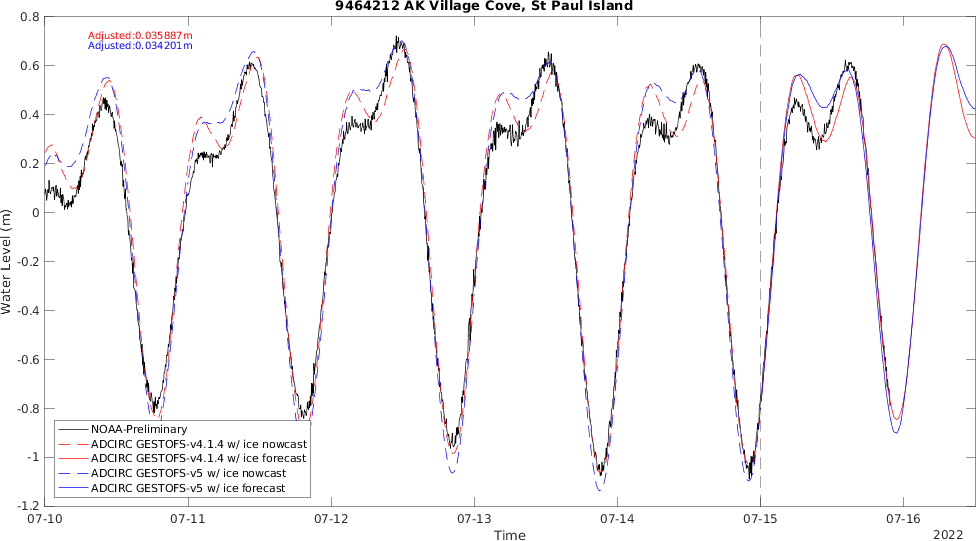 9464212 AK Village Cove, St Paul Island
Adjusted:0.035887m
Adjusted:0.034201m
0.8
0.6
0.4
0.2
0
-0.2
-0.4
-0.6
-0.8
-1
-1.2
Water Level (m)
NOAA-Preliminary
ADCIRC GESTOFS-v4.1.4 w/ ice nowcast
ADCIRC GESTOFS-v4.1.4 w/ ice forecast
ADCIRC GESTOFS-v5 w/ ice nowcast
ADCIRC GESTOFS-v5 w/ ice forecast
07-10 07-11 07-12 07-13 07-14 07-15 07-16
Time
2022